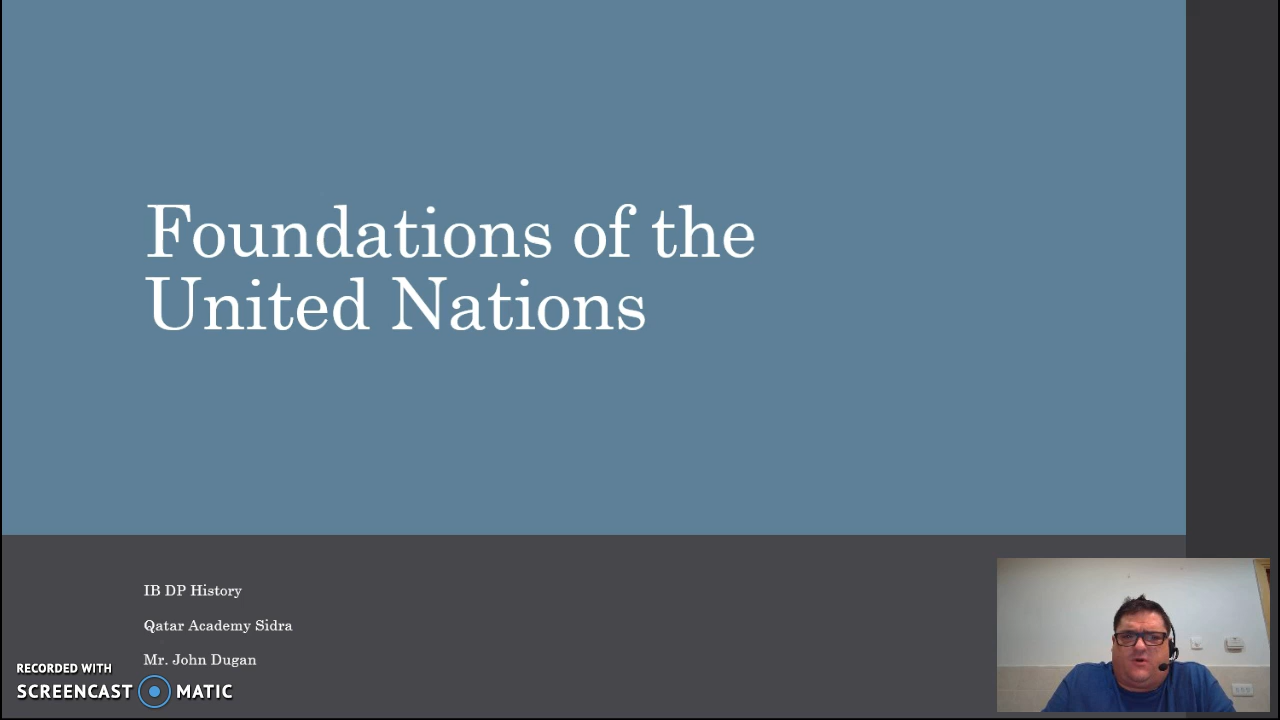 Foundations of the
United Nations
IB DP History
Qatar Academy Sidra
Mr. John Dugan
RECORDED WITH
SCREENCAST MATIC